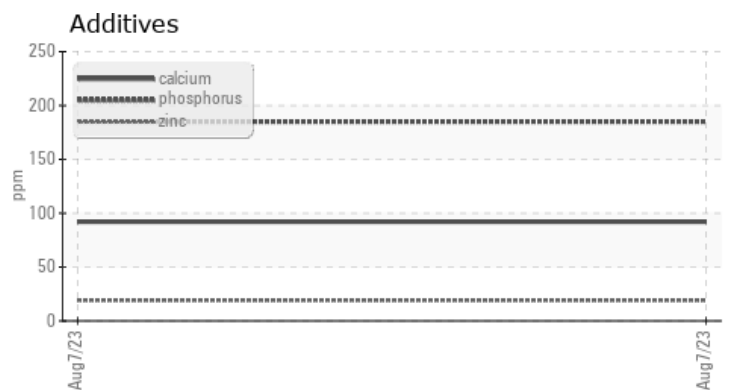 Additives
250
200
150
100
50
0
ppm
calcium
phosphorus
zinc
Aug7/23
Aug7/23